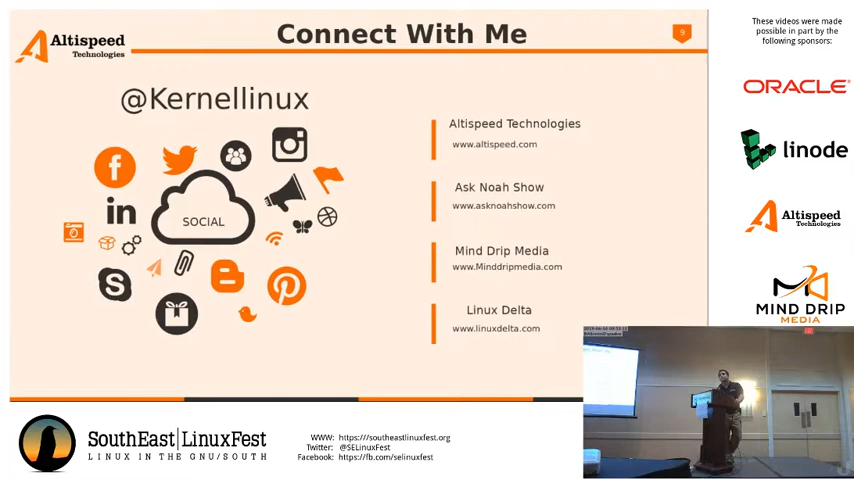 Altispeed
Technologies
Connect With Me
9
@Kernellinux
SOCIAL
Altispeed Technologies
www.altispeed.com
Ask Noah Show
www.asknoahshow.com
Mind Drip Media
www.Minddripmedia.com
Linux Delta
www.linuxdelta.com
These videos were made
possible in part by the
following sponsors:
ORACLE
linode
Altispeed
Technologies
MIND DRIP
MEDIA
SouthEast|LinuxFest
LINUX IN THE GNU/SOUTH
WWW: https:///southeastlinuxfest.org
Twitter: @SELinuxFest
Facebook: https://fb.com/selinuxfest